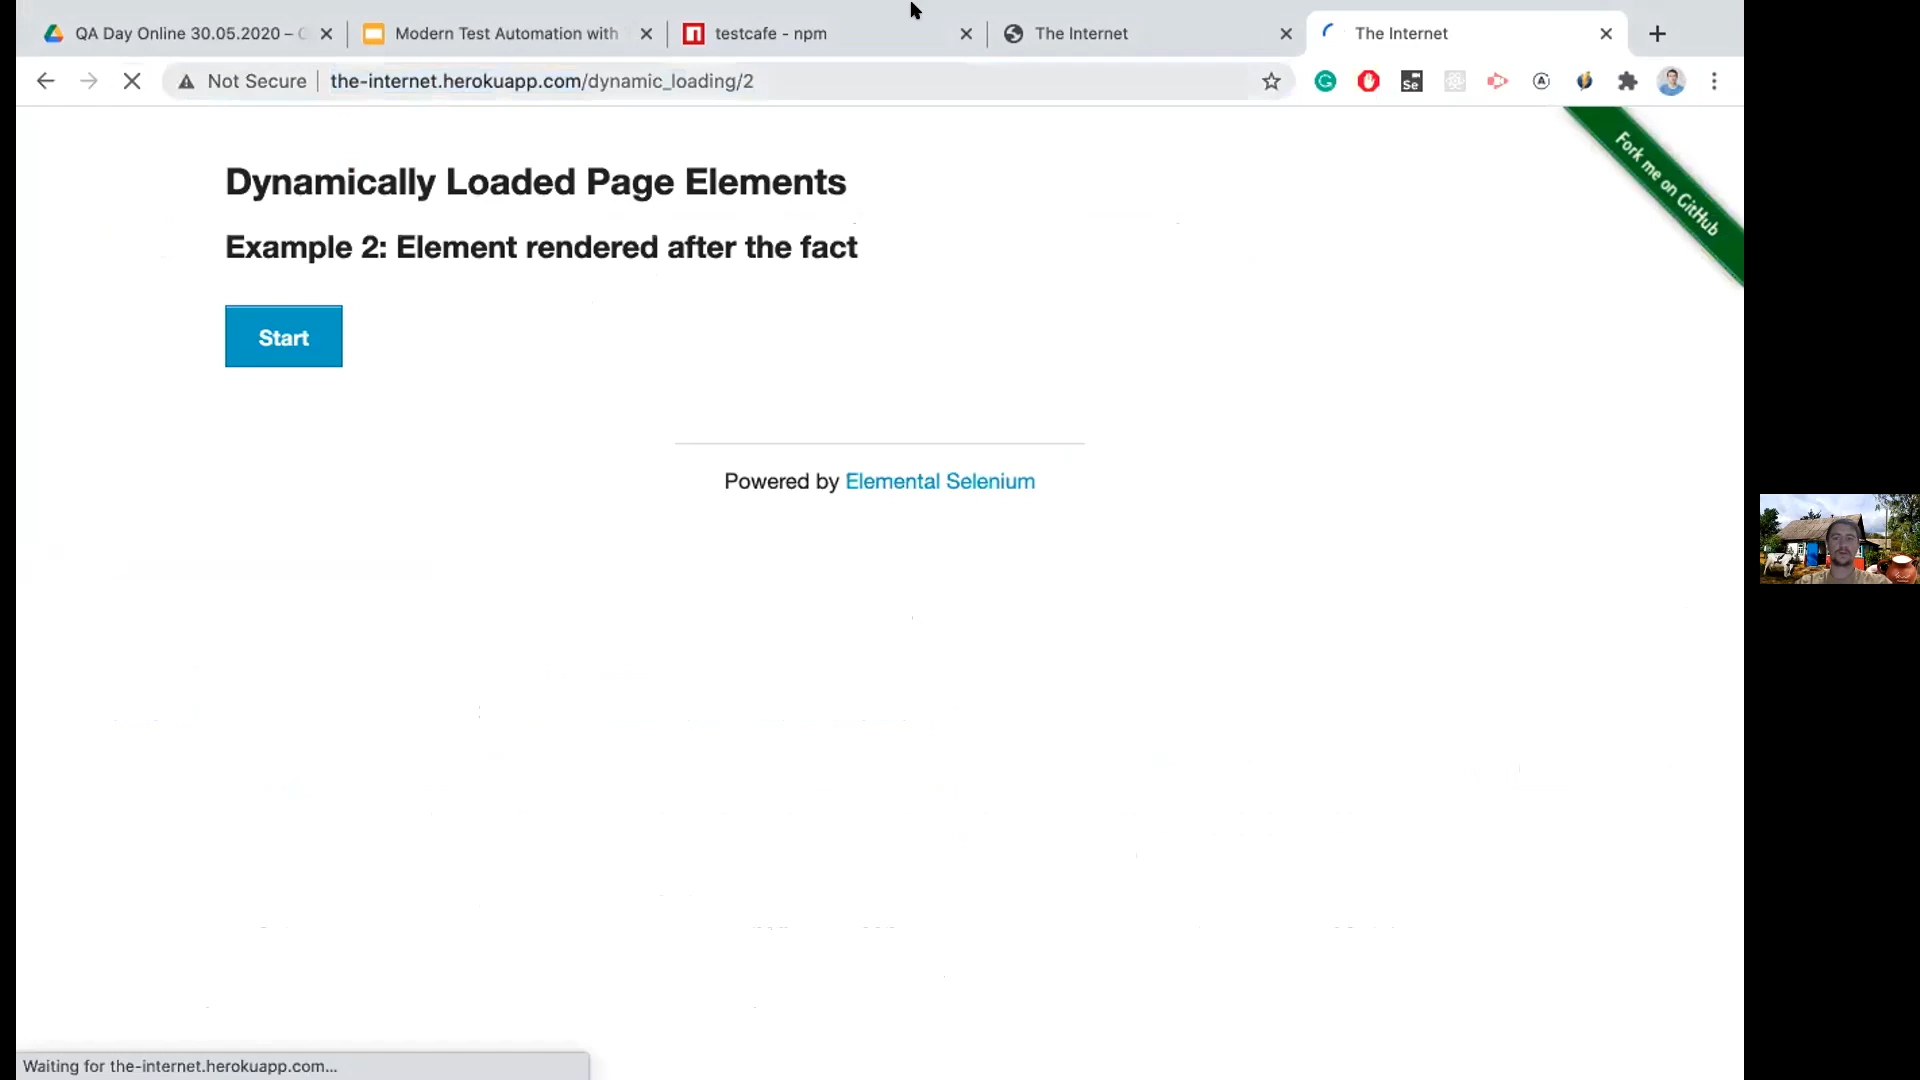 QA Day Online 30.05.2020 –
Modern Test Automation with
testcafe - npm
The Internet
The Internet
Not Secure
the-internet.herokuapp.com/dynamic_loading/2
Se
Fork me on GitHub
Dynamically Loaded Page Elements
Example 2: Element rendered after the fact
Start
Powered by Elemental Selenium
Waiting for the-internet.herokuapp.com...